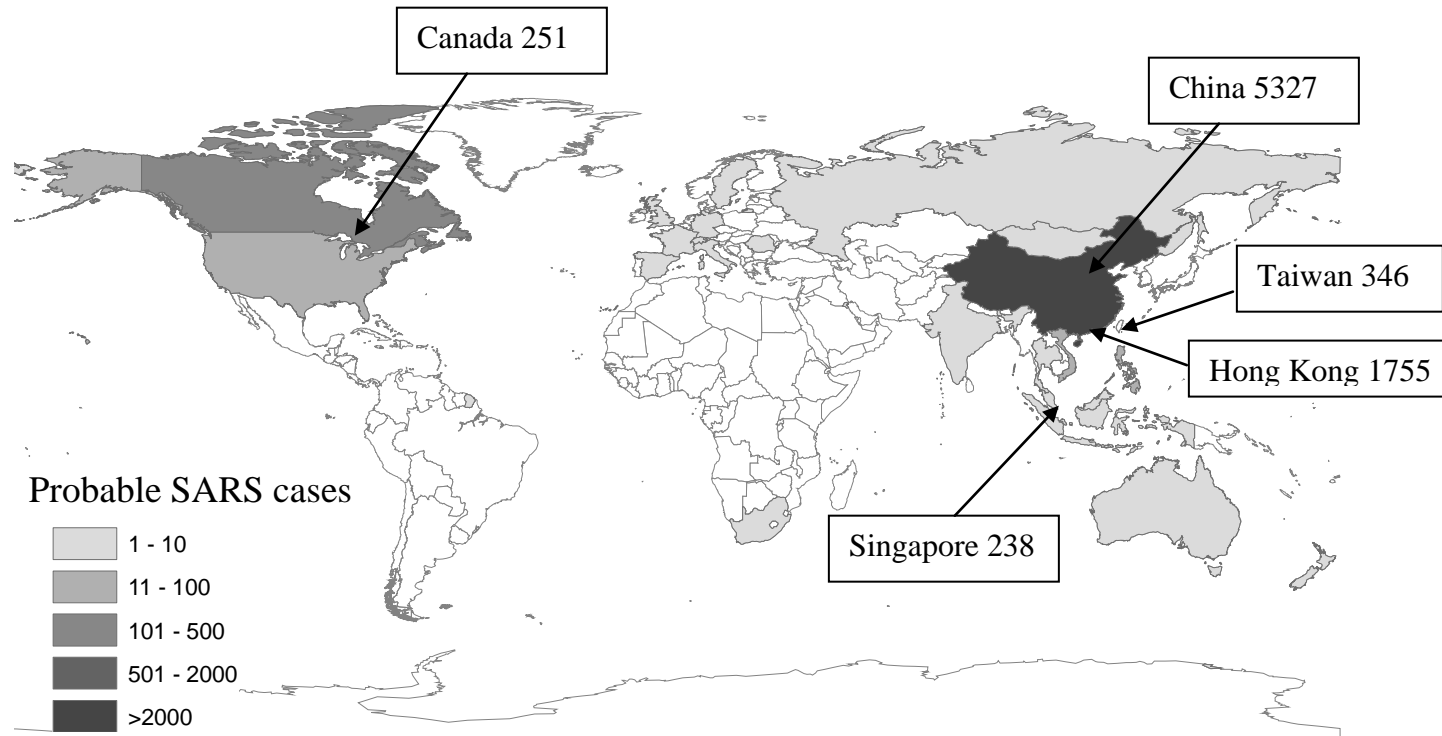 Canada 251
China 5327
Taiwan 346
Hong Kong 1755
Singapore 238
Probable SARS cases
1 - 10
11 - 100
101 - 500
501 - 2000
>2000